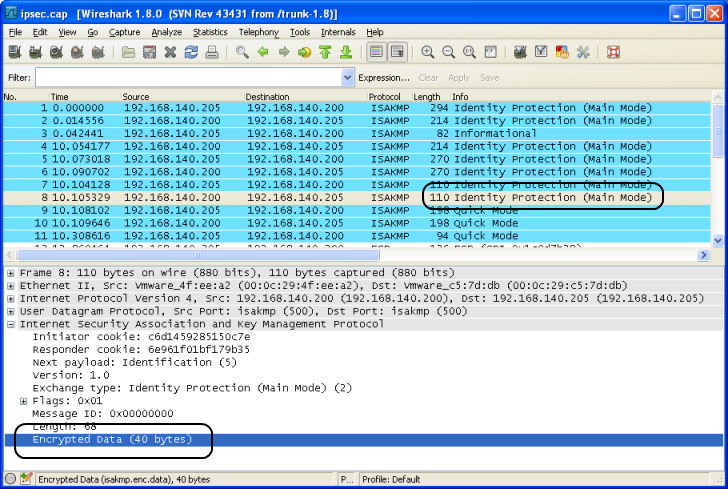 ipsec.cap [Wireshark 1.8.0 (SVN Rev 43431 from /trunk-1.8)]
File Edit View Go Capture Analyze Statistics Telephony Tools Internals Help
Filter: Expression... Clear Apply Save
No. Time Source Destination Protocol Length Info
1 0.000000 192.168.140.205 192.168.140.200 ISAKMP 294 Identity Protection (Main Mode)
2 0.014556 192.168.140.200 192.168.140.205 ISAKMP 214 Identity Protection (Main Mode)
3 0.042441 192.168.140.205 192.168.140.200 ISAKMP 82 Informational
4 10.054177 192.168.140.200 192.168.140.205 ISAKMP 214 Identity Protection (Main Mode)
5 10.073018 192.168.140.205 192.168.140.200 ISAKMP 270 Identity Protection (Main Mode)
6 10.090702 192.168.140.200 192.168.140.205 ISAKMP 270 Identity Protection (Main Mode)
7 10.104128 192.168.140.205 192.168.140.200 ISAKMP 110 Identity Protection (Main Mode)
8 10.105329 192.168.140.200 192.168.140.205 ISAKMP 110 Identity Protection (Main Mode)
9 10.108102 192.168.140.205 192.168.140.200 ISAKMP 198 Quick Mode
10 10.109646 192.168.140.200 192.168.140.205 ISAKMP 198 Quick Mode
11 10.308616 192.168.140.205 192.168.140.200 ISAKMP 94 Quick Mode
Frame 8: 110 bytes on wire (880 bits), 110 bytes captured (880 bits)
Ethernet II, Src: Vmware_4f:ee:a2 (00:0c:29:4f:ee:a2), Dst: Vmware_c5:7d:db (00:0c:29:c5:7d:db)
Internet Protocol Version 4, Src: 192.168.140.200 (192.168.140.200), Dst: 192.168.140.205 (192.168.140.205)
User Datagram Protocol, Src Port: isakmp (500), Dst Port: isakmp (500)
Internet Security Association and Key Management Protocol
Initiator cookie: c6d1459285150c7e
Responder cookie: 6e961f01bf179b35
Next payload: Identification (5)
Version: 1.0
Exchange type: Identity Protection (Main Mode) (2)
Flags: 0x01
Message ID: 0x00000000
Length: 68
Encrypted Data (40 bytes)
Encrypted Data (isakmp.enc.data), 40 bytes P... Profile: Default